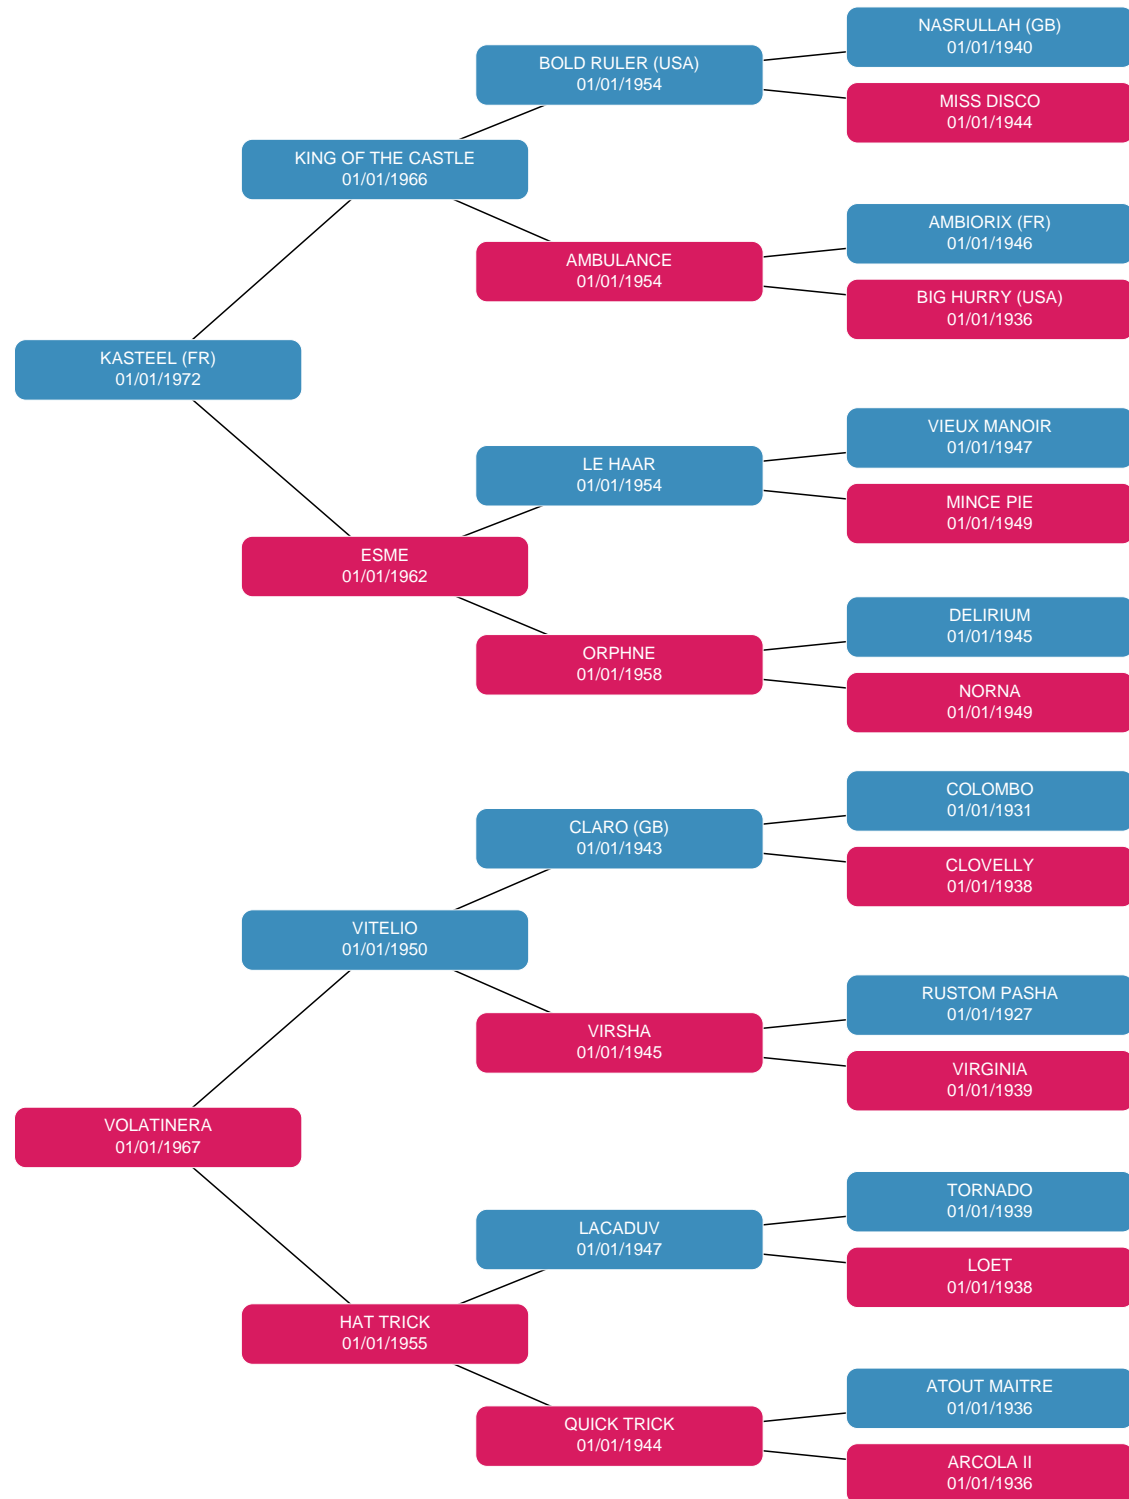 NASRULLAH (GB)
01/01/1940
BOLD RULER (USA)
01/01/1954
MISS DISCO
01/01/1944
KING OF THE CASTLE
01/01/1966
AMBIORIX (FR)
01/01/1946
AMBULANCE
01/01/1954
BIG HURRY (USA)
01/01/1936
KASTEEL (FR)
01/01/1972
VIEUX MANOIR
01/01/1947
LE HAAR
01/01/1954
MINCE PIE
01/01/1949
ESME
01/01/1962
DELIRIUM
01/01/1945
ORPHNE
01/01/1958
NORNA
01/01/1949
COLOMBO
01/01/1931
CLARO (GB)
01/01/1943
CLOVELLY
01/01/1938
VITELIO
01/01/1950
RUSTOM PASHA
01/01/1927
VIRSHA
01/01/1945
VIRGINIA
01/01/1939
VOLATINERA
01/01/1967
TORNADO
01/01/1939
LACADUV
01/01/1947
LOET
01/01/1938
HAT TRICK
01/01/1955
ATOUT MAITRE
01/01/1936
QUICK TRICK
01/01/1944
ARCOLA II
01/01/1936